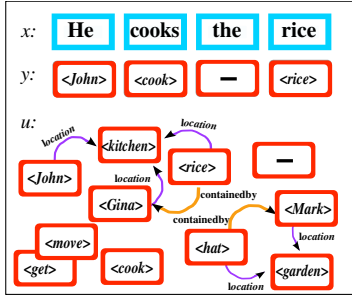 x: He cooks the rice
y: <John> <cook> – <rice>
u:
location <kitchen> location
<John> <rice> –
location
<Gina> containedby
containedby <Mark>
<move> <hat> location
<get> <cook> location <garden>